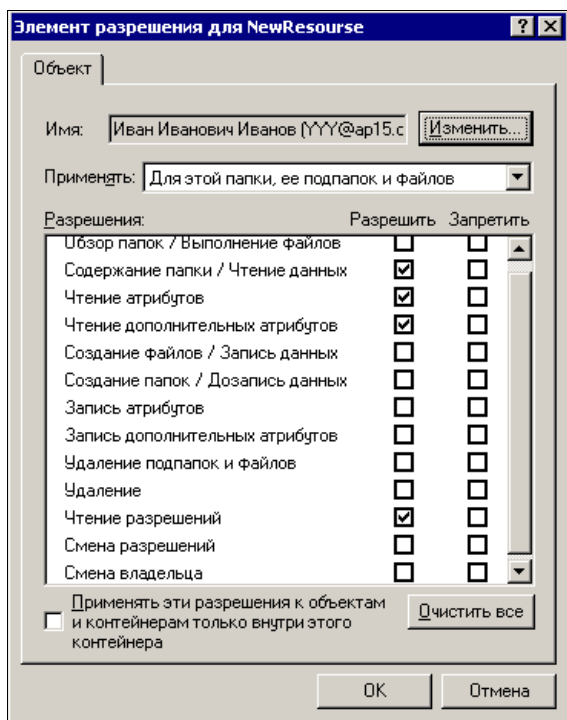 Элемент разрешения для NewResourse
Объект
Имя: Иван Иванович Иванов (YYY@ap15.c Изменить...
Применять: Для этой папки, ее подпапок и файлов
Разрешения: Разрешить Запретить
Обзор папок / Выполнение файлов
Содержание папки / Чтение данных
Чтение атрибутов
Чтение дополнительных атрибутов
Создание файлов / Запись данных
Создание папок / Дозапись данных
Запись атрибутов
Запись дополнительных атрибутов
Удаление подпапок и файлов
Удаление
Чтение разрешений
Смена разрешений
Смена владельца
Применять эти разрешения к объектам
и контейнерам только внутри этого
контейнера
Очистить все
ОК Отмена